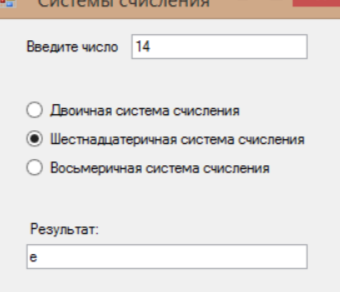 Системы счисления
Введите число 14
Двоичная система счисления
Шестнадцатеричная система счисления
Восьмеричная система счисления
Результат:
e